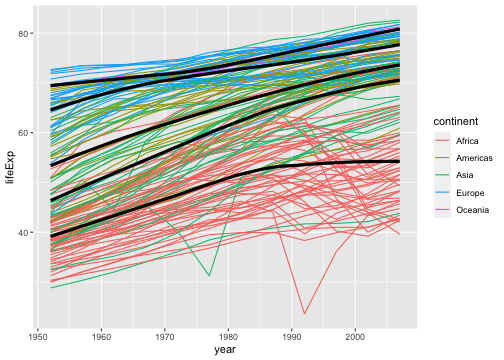 80
60
40
lifeExp
1950
1960
1970
1980
1990
2000
year
continent
Africa
Americas
Asia
Europe
Oceania